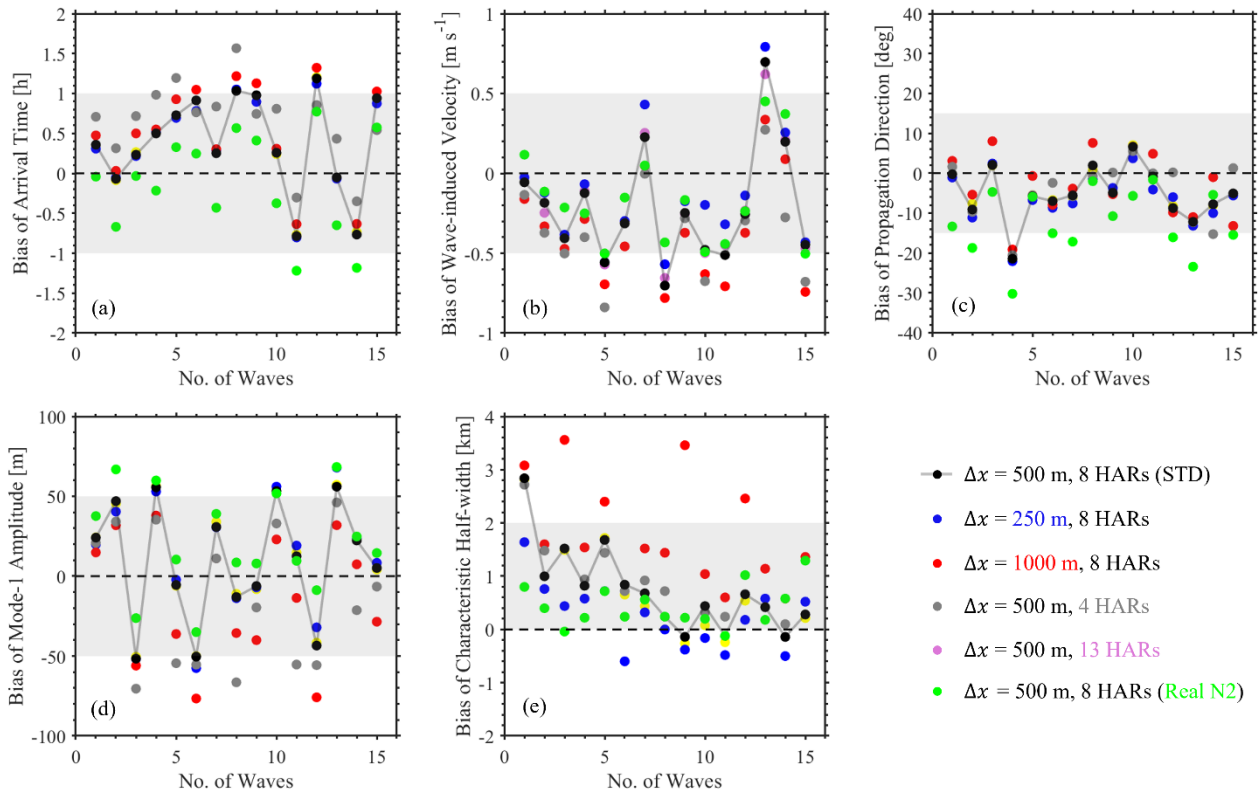 2
1.5
1
0.5
0
-0.5
-1
-1.5
-2
Bias of Arrival Time [h]
(a)
0
5
10
15
No. of Waves
1
0.5
0
-0.5
-1
Bias of Wave-induced Velocity [m s⁻¹]
(b)
0
5
10
15
No. of Waves
40
30
20
10
0
-10
-20
-30
-40
Bias of Propagation Direction [deg]
(c)
0
5
10
15
No. of Waves
100
50
0
-50
-100
Bias of Mode-1 Amplitude [m]
(d)
0
5
10
15
No. of Waves
4
3
2
1
0
-1
-2
Bias of Characteristic Half-width [km]
(e)
0
5
10
15
No. of Waves
Δx = 500 m, 8 HARs (STD)
Δx = 250 m, 8 HARs
Δx = 1000 m, 8 HARs
Δx = 500 m, 4 HARs
Δx = 500 m, 13 HARs
Δx = 500 m, 8 HARs (Real N2)